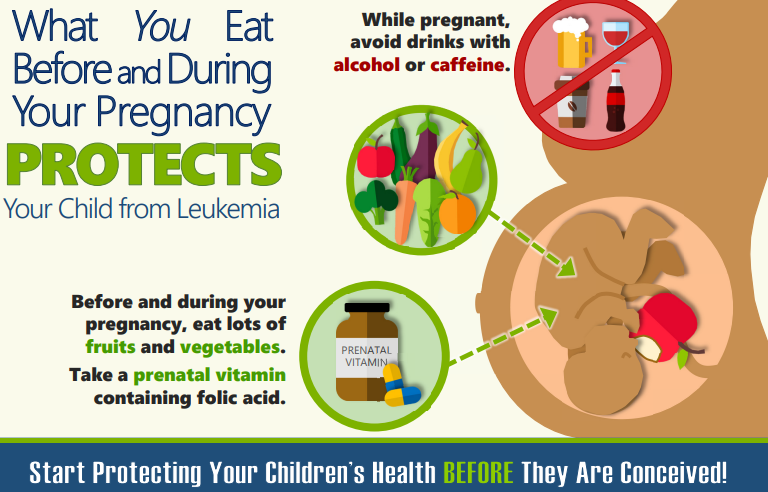 What You Eat
Before and During
Your Pregnancy
PROTECTS
Your Child from Leukemia
While pregnant,
avoid drinks with
alcohol or caffeine.
Before and during your
pregnancy, eat lots of
fruits and vegetables.
Take a prenatal vitamin
containing folic acid.
PRENATAL
VITAMIN
Start Protecting Your Children's Health BEFORE They Are Conceived!